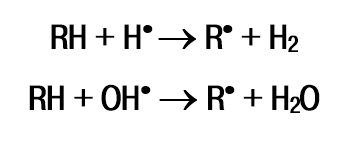 RH + H• → R• + H₂
RH + OH• → R• + H₂O